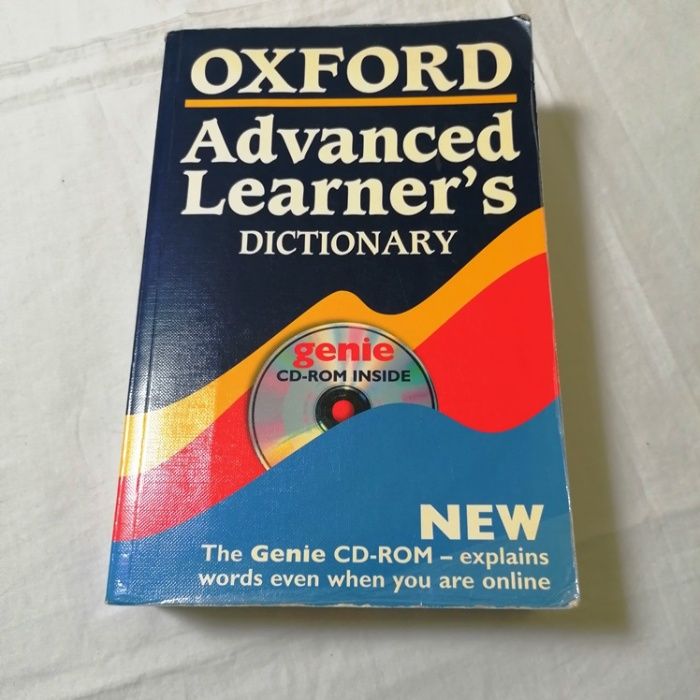 OXFORD
Advanced
Learner's
DICTIONARY
genie
CD-ROM INSIDE
NEW
The Genie CD-ROM – explains
words even when you are online